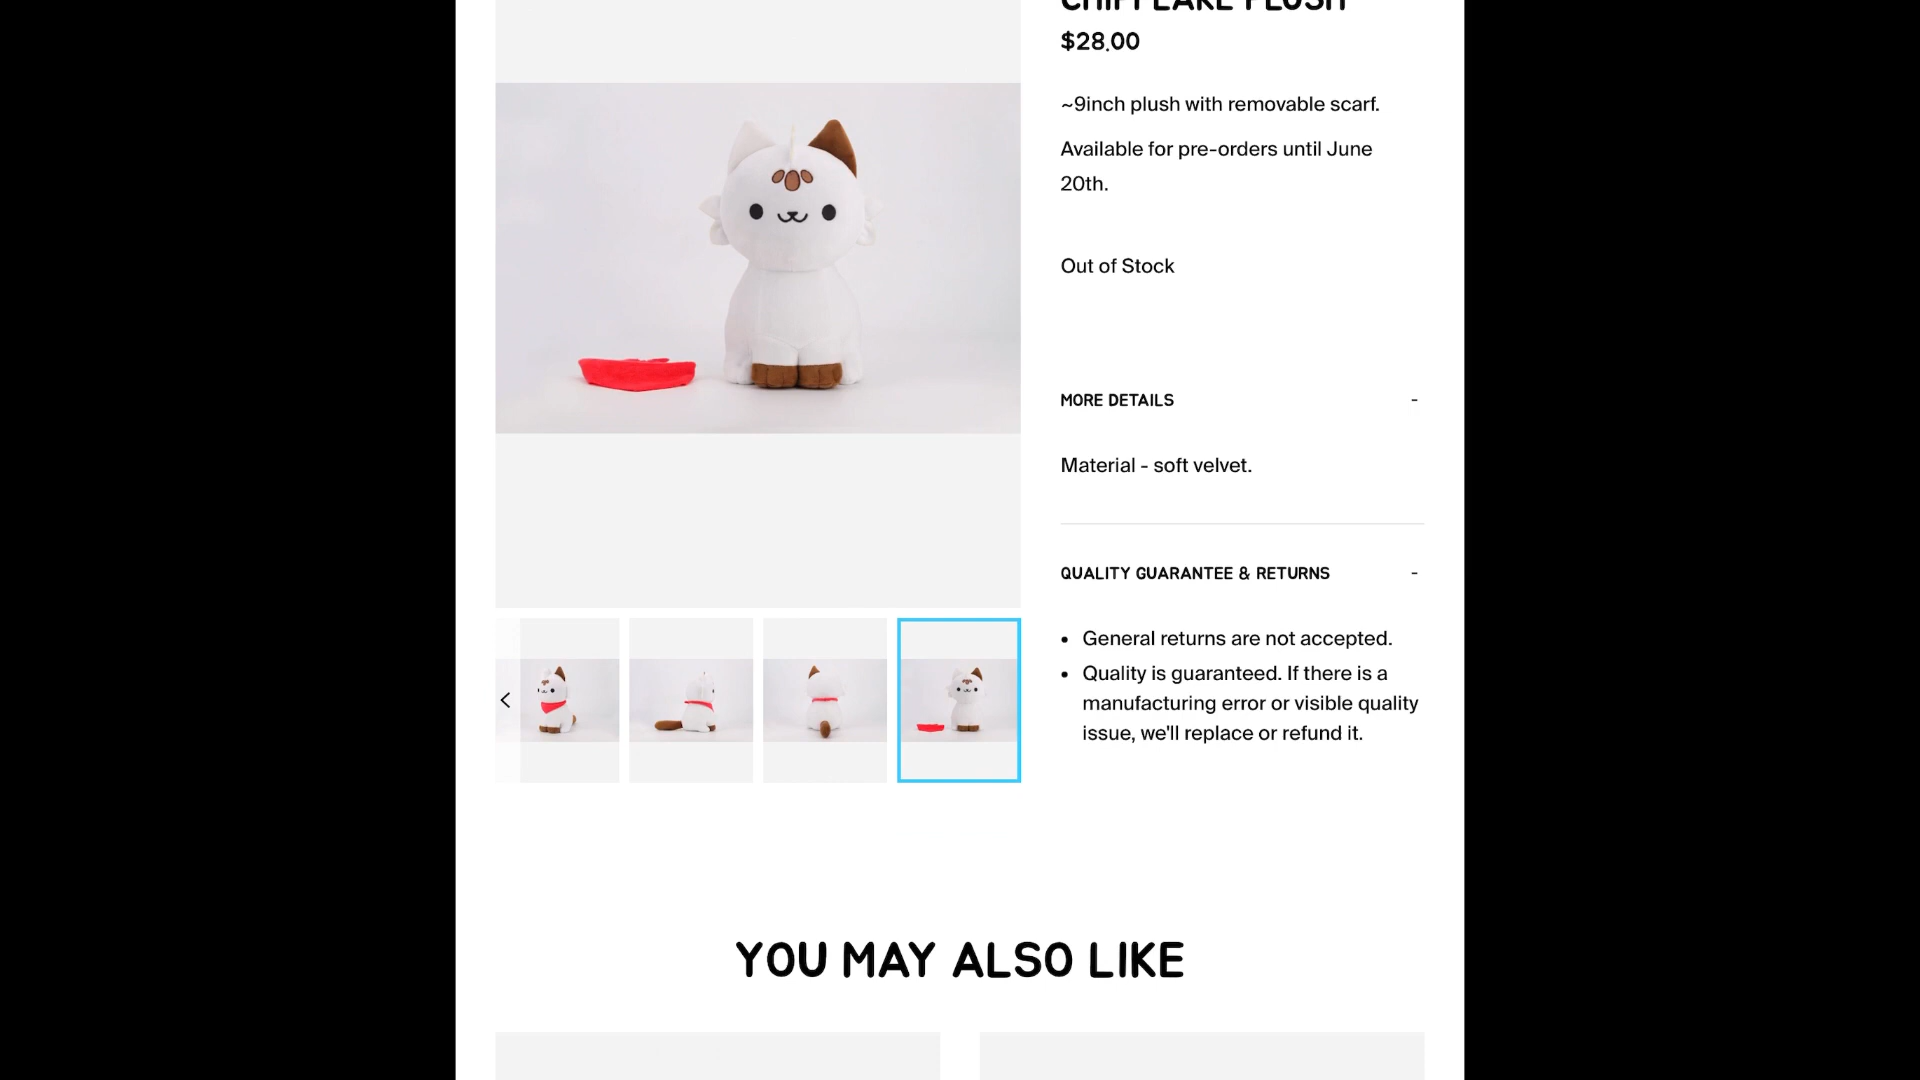 CHIPFLAKE PLUSH
$28.00
~9inch plush with removable scarf.
Available for pre-orders until June
20th.
Out of Stock
MORE DETAILS
-
Material - soft velvet.
QUALITY GUARANTEE & RETURNS
-
• General returns are not accepted.
• Quality is guaranteed. If there is a
manufacturing error or visible quality
issue, we'll replace or refund it.
YOU MAY ALSO LIKE